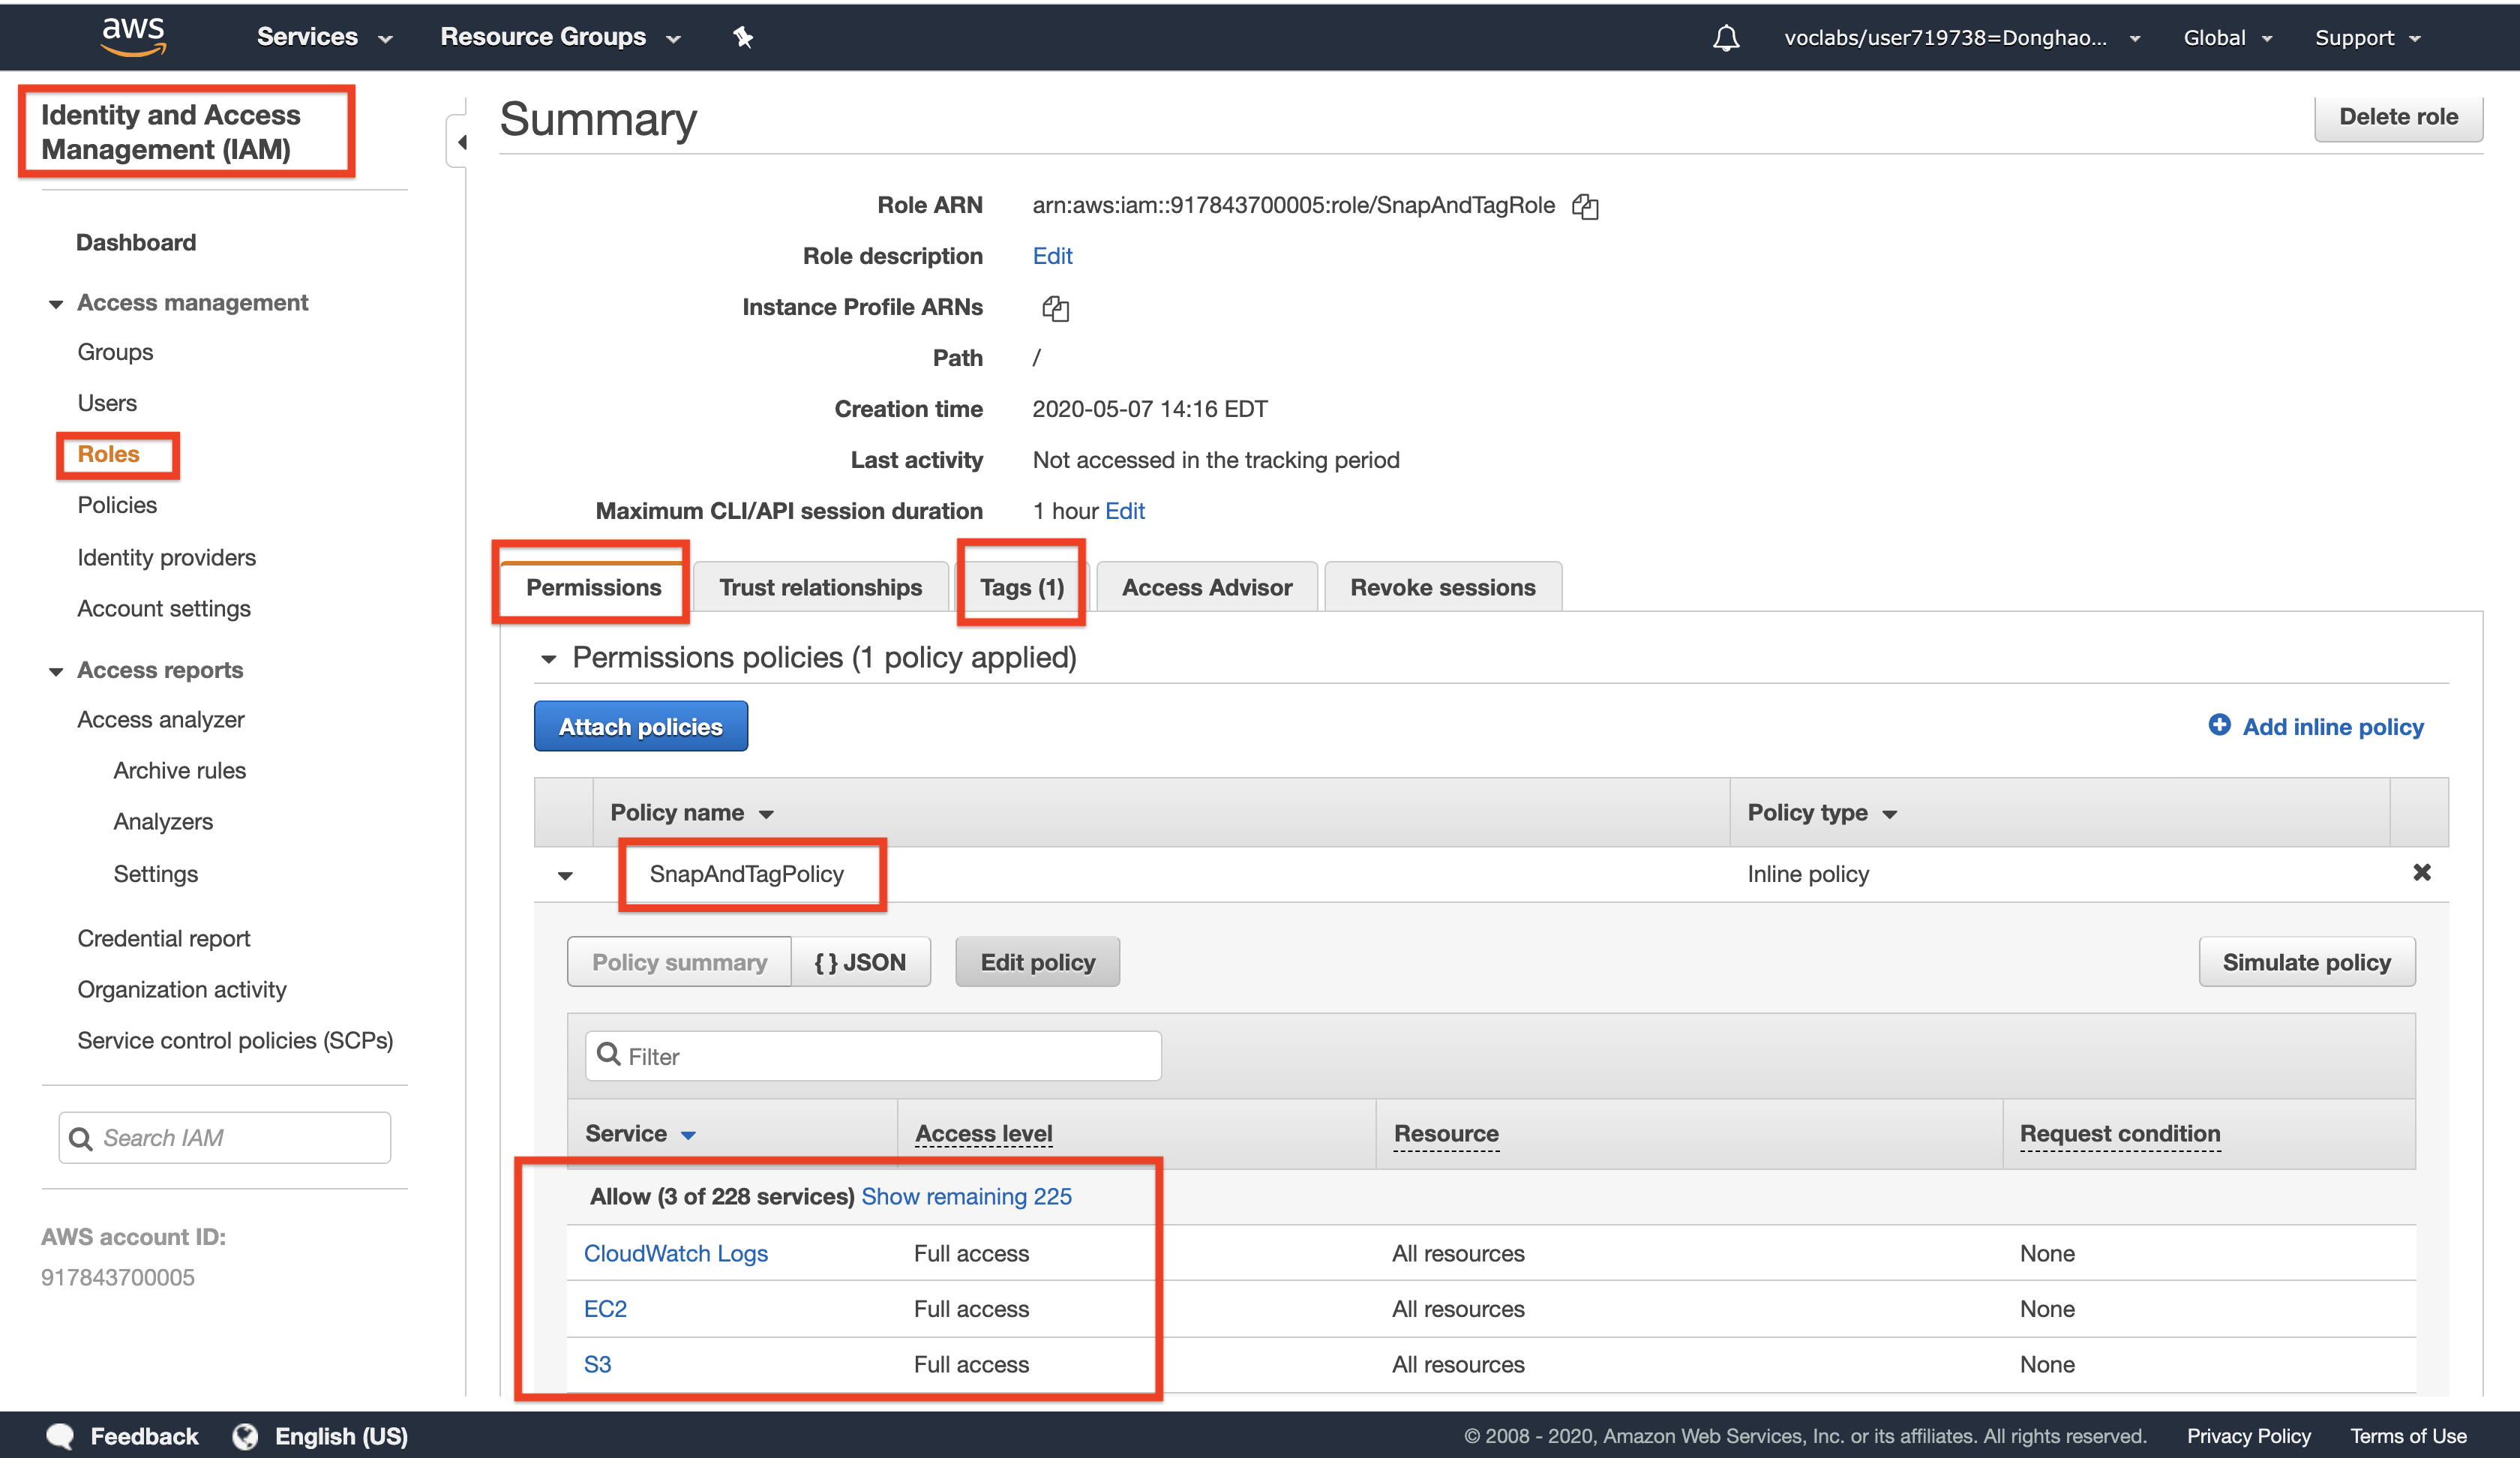 aws
Services
Resource Groups
voclabs/user719738=Donghao...
Global
Support
Identity and Access
Management (IAM)
Dashboard
Access management
Groups
Users
Roles
Policies
Identity providers
Account settings
Access reports
Access analyzer
Archive rules
Analyzers
Settings
Credential report
Organization activity
Service control policies (SCPs)
Search IAM
AWS account ID:
917843700005
Summary
Delete role
Role ARN arn:aws:iam::917843700005:role/SnapAndTagRole
Role description Edit
Instance Profile ARNs
Path /
Creation time 2020-05-07 14:16 EDT
Last activity Not accessed in the tracking period
Maximum CLI/API session duration 1 hour Edit
Permissions Trust relationships Tags (1) Access Advisor Revoke sessions
Permissions policies (1 policy applied)
Attach policies
Add inline policy
Policy name Policy type
SnapAndTagPolicy Inline policy
Policy summary { } JSON Edit policy Simulate policy
Filter
Service Access level Resource Request condition
Allow (3 of 228 services) Show remaining 225
CloudWatch Logs Full access All resources None
EC2 Full access All resources None
S3 Full access All resources None
Feedback English (US) © 2008 - 2020, Amazon Web Services, Inc. or its affiliates. All rights reserved. Privacy Policy Terms of Use